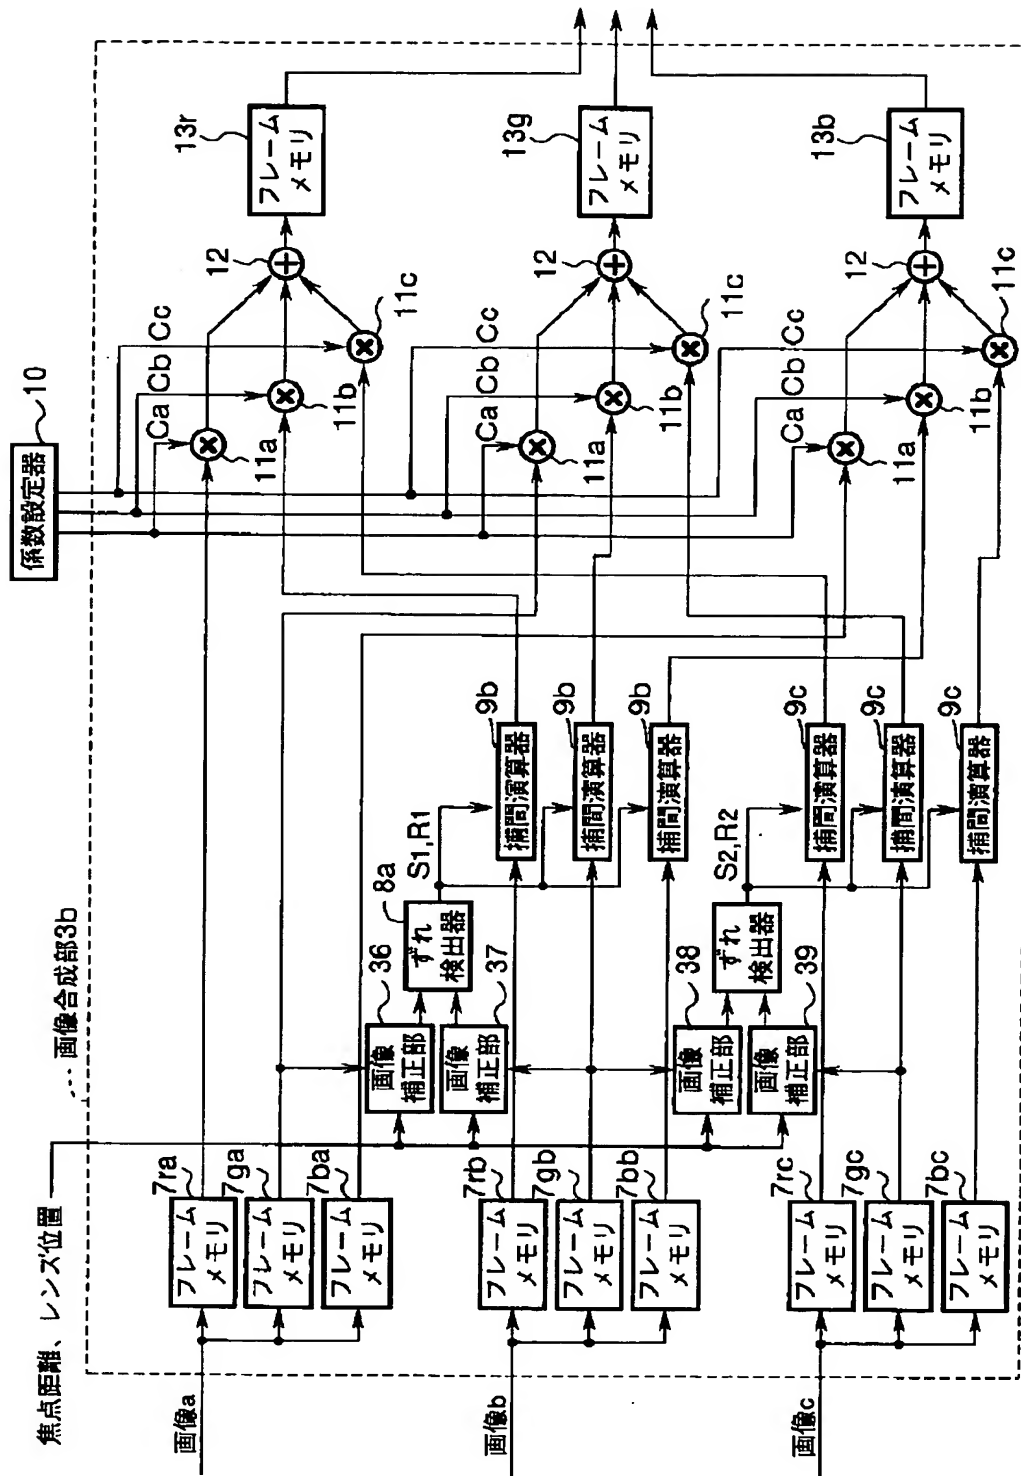 焦点距離、レンズ位置
画像合成部3b
係数設定器
10
画像a
フレーム
メモリ
7ra
フレーム
メモリ
7ga
フレーム
メモリ
7ba
画像b
フレーム
メモリ
7rb
フレーム
メモリ
7gb
フレーム
メモリ
7bb
画像c
フレーム
メモリ
7rc
フレーム
メモリ
7gc
フレーム
メモリ
7bc
画像
補正部
36
画像
補正部
37
画像
補正部
38
画像
補正部
39
ずれ
検出器
8a
S1,R1
ずれ
検出器
S2,R2
補間演算器
9b
補間演算器
9b
補間演算器
9b
補間演算器
9c
補間演算器
9c
補間演算器
9c
Ca
Cb
Cc
11a
11b
11c
12
フレーム
メモリ
13r
Ca
Cb
Cc
11a
11b
11c
12
フレーム
メモリ
13g
Ca
Cb
Cc
11a
11b
11c
12
フレーム
メモリ
13b